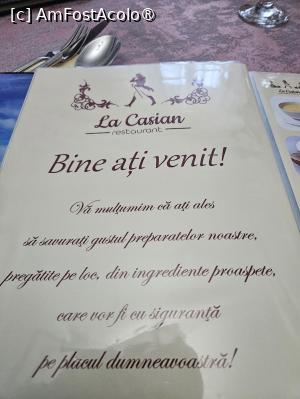 [c] AmFostAcolo®
La Casian
restaurant
Bine ați venit!
Vă mulțumim că ați ales
să savurați gustul preparatelor noastre,
pregătite pe loc, din ingrediente proaspete,
care vor fi cu siguranță
pe placul dumneavoastră!